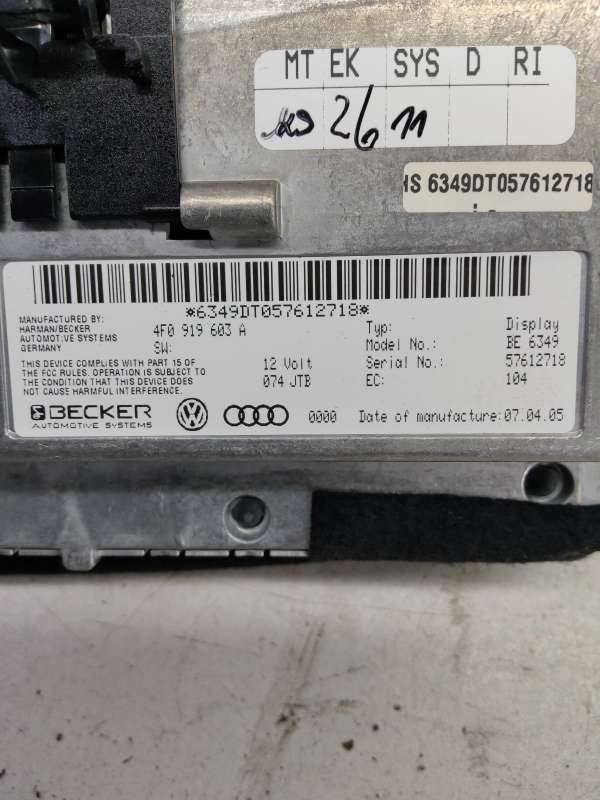 MT EK SYS D RI
26 11
HS 6349DT057612718
*6349DT057612718*
MANUFACTURED BY:
HARMAN/BECKER
AUTOMOTIVE SYSTEMS
GERMANY
4F0 919 603 A
SW:
Typ: Display
Model No.: BE 6349
Serial No.: 57612718
EC: 104
12 Volt
074 JTB
THIS DEVICE COMPLIES WITH PART 15 OF
THE FCC RULES. OPERATION IS SUBJECT TO
THE CONDITION THAT THIS DEVICE DOES
NOT CAUSE HARMFUL INTERFERENCE.
BECKER
AUTOMOTIVE SYSTEMS
0000 Date of manufacture: 07.04.05